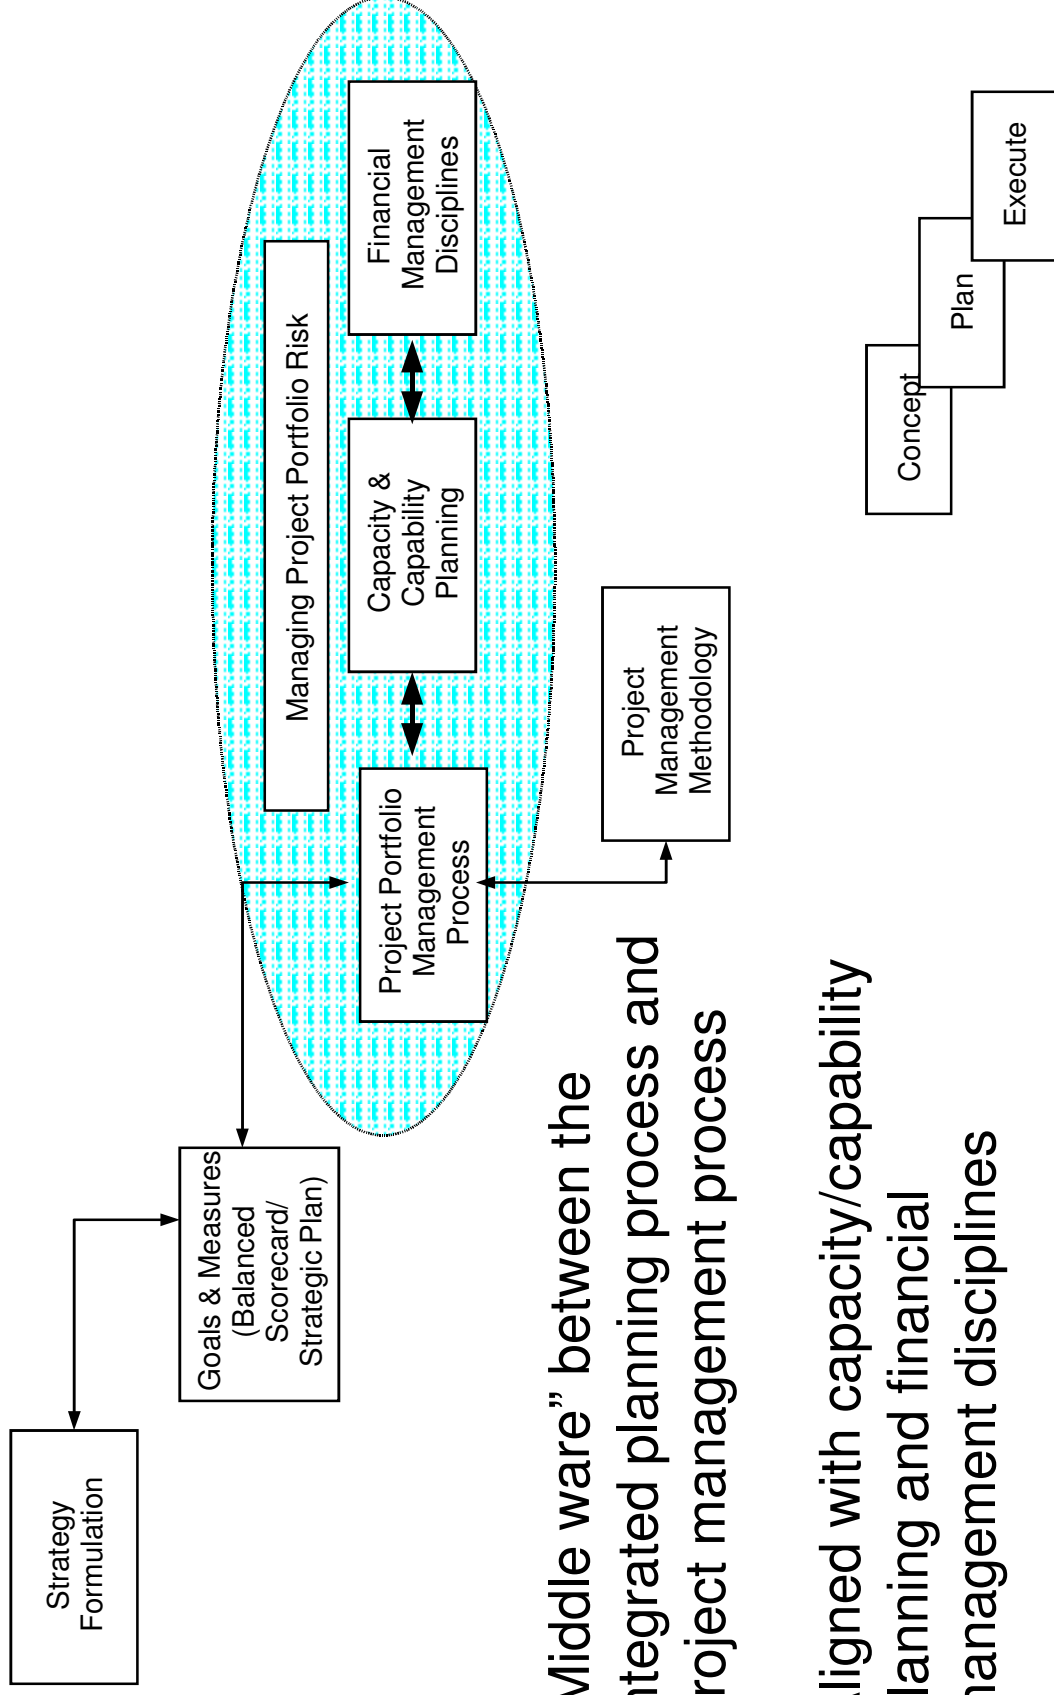 Strategy
Formulation
Goals & Measures
(Balanced
Scorecard/
Strategic Plan)
Managing Project Portfolio Risk
Project Portfolio
Management
Process
Capacity &
Capability
Planning
Financial
Management
Disciplines
Project
Management
Methodology
Middle ware” between the
ntegrated planning process and
roject management process
ligned with capacity/capability
lanning and financial
nanagement disciplines
Concept
Plan
Execute